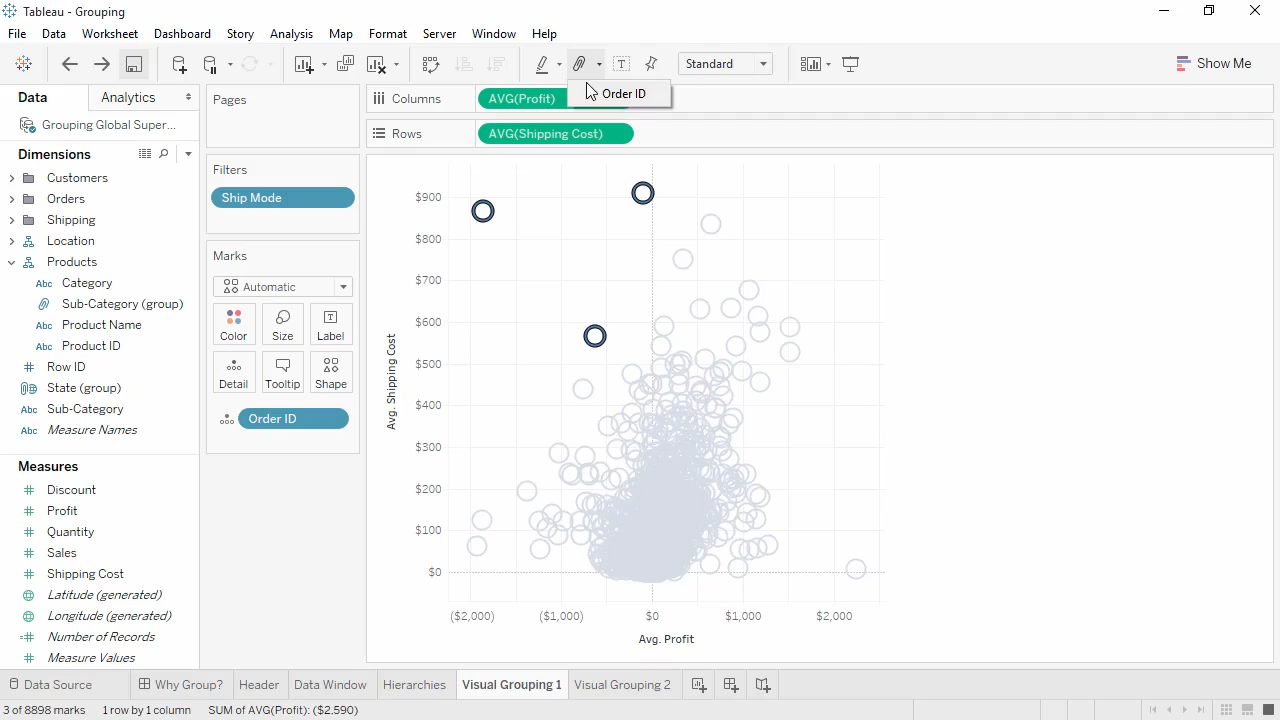 Tableau - Grouping
File Data Worksheet Dashboard Story Analysis Map Format Server Window Help
Standard
Show Me
Data
Analytics
Grouping Global Super...
Dimensions
Customers
Orders
Shipping
Location
Products
Abc Category
Sub-Category (group)
Abc Product Name
Abc Product ID
Row ID
State (group)
Abc Sub-Category
Abc Measure Names
Measures
Discount
Profit
Quantity
Sales
Shipping Cost
Latitude (generated)
Longitude (generated)
Number of Records
Measure Values
Pages
Filters
Ship Mode
Marks
Automatic
Color Size Label
Detail Tooltip Shape
Order ID
Columns AVG(Profit)
Order ID
Rows AVG(Shipping Cost)
$900
$800
$700
$600
$500
$400
$300
$200
$100
$0
Avg. Shipping Cost
($2,000) ($1,000) $0 $1,000 $2,000
Avg. Profit
Data Source Why Group? Header Data Window Hierarchies Visual Grouping 1 Visual Grouping 2
3 of 8898 marks 1 row by 1 column SUM of AVG(Profit): ($2,590)